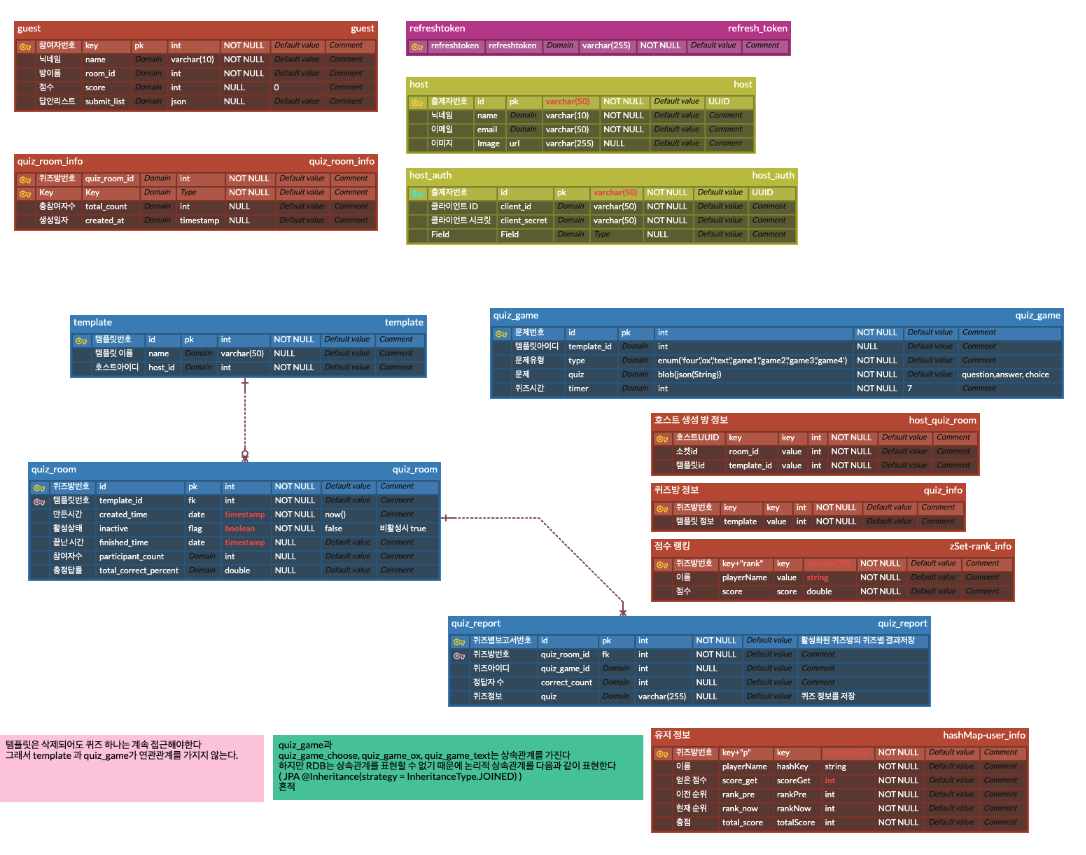 guest guest
참여자번호 key pk int NOT NULL Default value Comment
닉네임 name Domain varchar(10) NOT NULL Default value Comment
방이름 room_id Domain int NOT NULL Default value Comment
점수 score Domain int NULL 0 Comment
답안리스트 submit_list Domain json NULL Default value Comment
refreshtoken refresh_token
refreshtoken refreshtoken Domain varchar(255) NOT NULL Default value Comment
host host
출제자번호 id pk varchar(50) NOT NULL Default value UUID
닉네임 name Domain varchar(10) NOT NULL Default value Comment
이메일 email Domain varchar(50) NOT NULL Default value Comment
이미지 Image url varchar(255) NULL Default value Comment
quiz_room_info quiz_room_info
퀴즈방번호 quiz_room_id Domain int NOT NULL Default value Comment
Key Key Domain Type NOT NULL Default value Comment
총참여자수 total_count Domain int NULL Default value Comment
생성일자 created_at Domain timestamp NULL Default value Comment
host_auth host_auth
출제자번호 id pk varchar(50) NOT NULL Default value UUID
클라이언트 ID client_id Domain varchar(50) NOT NULL Default value Comment
클라이언트 시크릿 client_secret Domain varchar(50) NOT NULL Default value Comment
Field Field Domain Type NULL Default value Comment
template template
템플릿번호 id pk int NOT NULL Default value Comment
템플릿 이름 name Domain varchar(50) NULL Default value Comment
호스트아이디 host_id Domain int NOT NULL Default value Comment
quiz_game quiz_game
문제번호 id pk int NOT NULL Default value Comment
템플릿아이디 template_id Domain int NULL Default value Comment
문제유형 type Domain enum('four','ox','text','game1','game2','game3','game4') NOT NULL Default value Comment
문제 quiz Domain blob(json(String)) NOT NULL Default value question,answer, choice
퀴즈시간 timer Domain int NOT NULL 7 Comment
호스트 생성 방 정보 host_quiz_room
호스트UUID key key int NOT NULL Default value Comment
소켓id room_id value int NOT NULL Default value Comment
템플릿id template_id value int NOT NULL Default value Comment
quiz_room quiz_room
퀴즈방번호 id pk int NOT NULL Default value Comment
템플릿번호 template_id fk int NOT NULL Default value Comment
만든시간 created_time date timestamp NOT NULL now() Comment
활성상태 inactive flag boolean NOT NULL false 비활성시 true
끝난 시간 finished_time date timestamp NULL Default value Comment
참여자수 participant_count Domain int NULL Default value Comment
총정답률 total_correct_percent Domain double NULL Default value Comment
퀴즈방 정보 quiz_info
퀴즈방번호 key key int NOT NULL Default value Comment
템플릿 정보 template value int NOT NULL Default value Comment
점수 랭킹 zSet-rank_info
퀴즈방번호 key+"rank" key NOT NULL Default value Comment
이름 playerName value string NOT NULL Default value Comment
점수 score score double NOT NULL Default value Comment
quiz_report quiz_report
퀴즈별보고서번호 id pk int NOT NULL Default value 활성화된 퀴즈방의 퀴즈별 결과저장
퀴즈방번호 quiz_room_id fk int NOT NULL Default value Comment
퀴즈아이디 quiz_game_id Domain int NULL Default value Comment
정답자 수 correct_count Domain int NULL Default value Comment
퀴즈정보 quiz Domain varchar(255) NULL Default value 퀴즈 정보를 저장
템플릿은 삭제되어도 퀴즈 하나는 계속 접근해야한다
그래서 template 과 quiz_game가 연관관계를 가지지 않는다.
quiz_game과
quiz_game_choose, quiz_game_ox, quiz_game_text는 상속관계를 가진다
하지만 RDB는 상속관계를 표현할 수 없기 때문에 논리적 상속관계를 다음과 같이 표현한다
( JPA @Inheritance(strategy = InheritanceType.JOINED) )
흔적
유저 정보 hashMap-user_info
퀴즈방번호 key+"p" key NOT NULL Default value Comment
이름 playerName hashKey string NOT NULL Default value Comment
얻은 점수 score_get scoreGet int NOT NULL Default value Comment
이전 순위 rank_pre rankPre int NOT NULL Default value Comment
현재 순위 rank_now rankNow int NOT NULL Default value Comment
총점 total_score totalScore int NOT NULL Default value Comment